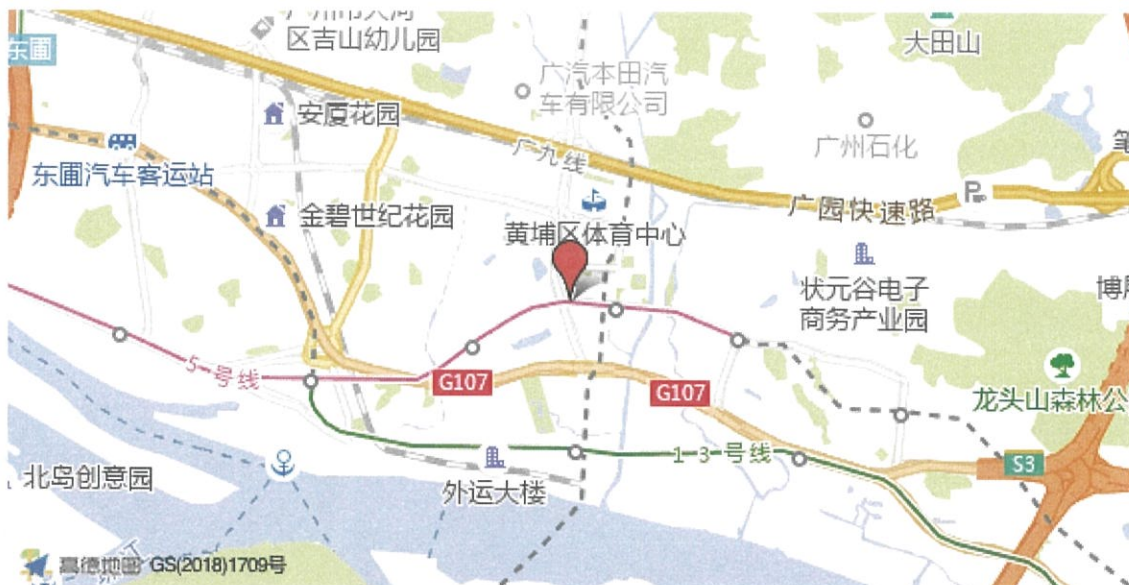 区吉山幼儿园
东圃
大田山
广汽本田汽
车有限公司
安厦花园
广州石化
广九线
东圃汽车客运站
P
广园快速路
金碧世纪花园
黄埔区体育中心
状元谷电子
商务产业园
5号线
G107
G107
龙头山森林公
13号线
S3
北岛创意园
外运大楼
高德地图 GS(2018)1709号